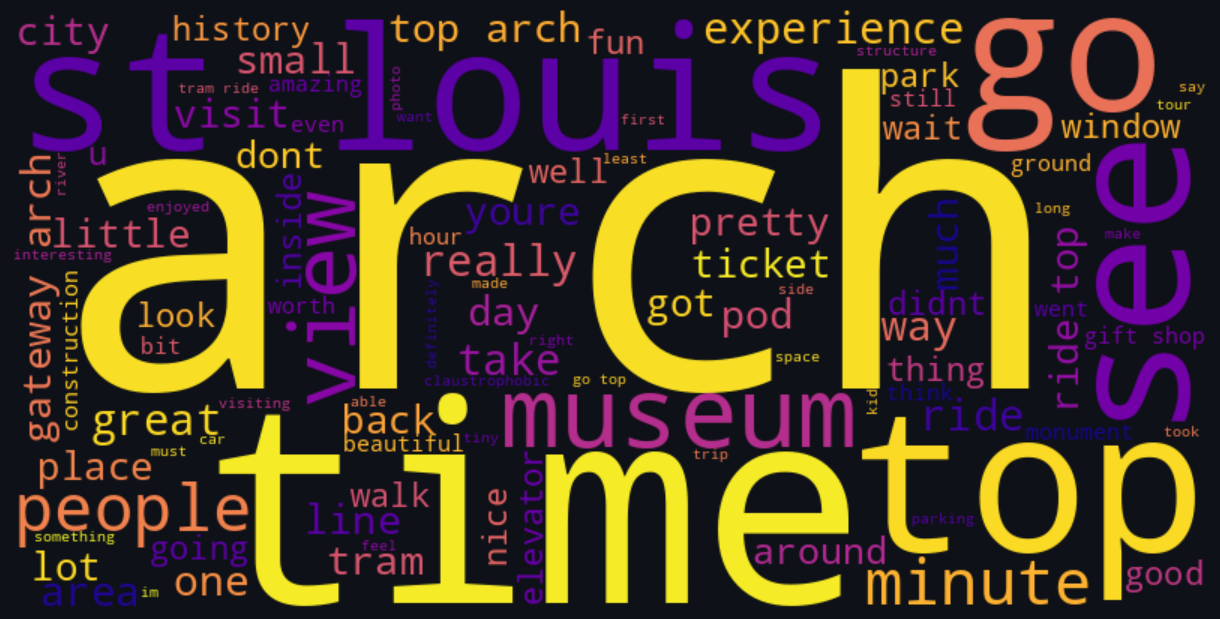 city
history
top arch
fun
experience
structure
go
small
photo
park
say
tram ride
amazing
st louis
still
tour
visit
even
want
first
wait
window
u
dont
well
least
ground
see
river
gateway arch
arch
enjoyed
little
inside
view
youre
hour
pretty
much
long
make
interesting
really
ticket
ride top
construction
worth
made
side
look
day
got
pod
didnt
went
bit
definitely
right
way
gift shop
take
space
thing
claustrophobic
go top
think
kid
great
visiting
able
museum
ride
back
car
beautiful
tiny
monument
took
must
trip
place
time
top
people
walk
nice
elevator
line
parking
something
going
feel
around
lot
tram
area
im
one
minute
good